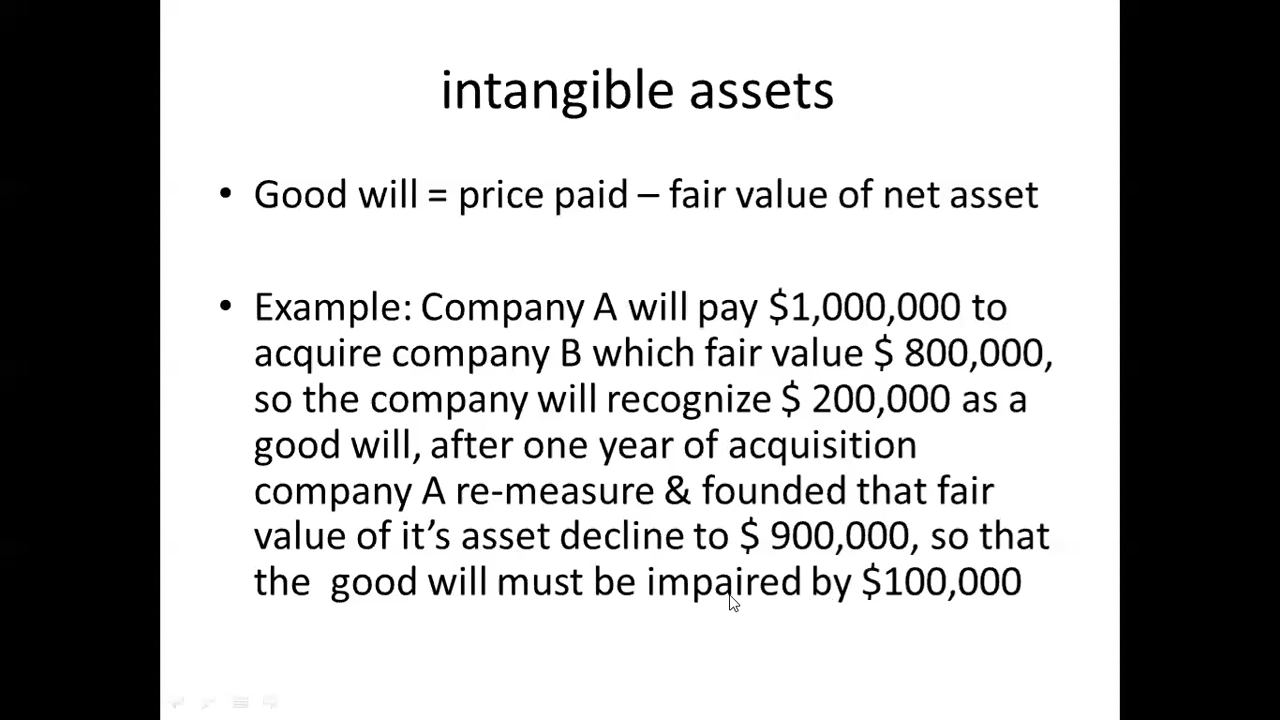 intangible assets
• Good will = price paid – fair value of net asset
• Example: Company A will pay $1,000,000 to
acquire company B which fair value $ 800,000,
so the company will recognize $ 200,000 as a
good will, after one year of acquisition
company A re-measure & founded that fair
value of it’s asset decline to $ 900,000, so that
the  good will must be impaired by $100,000